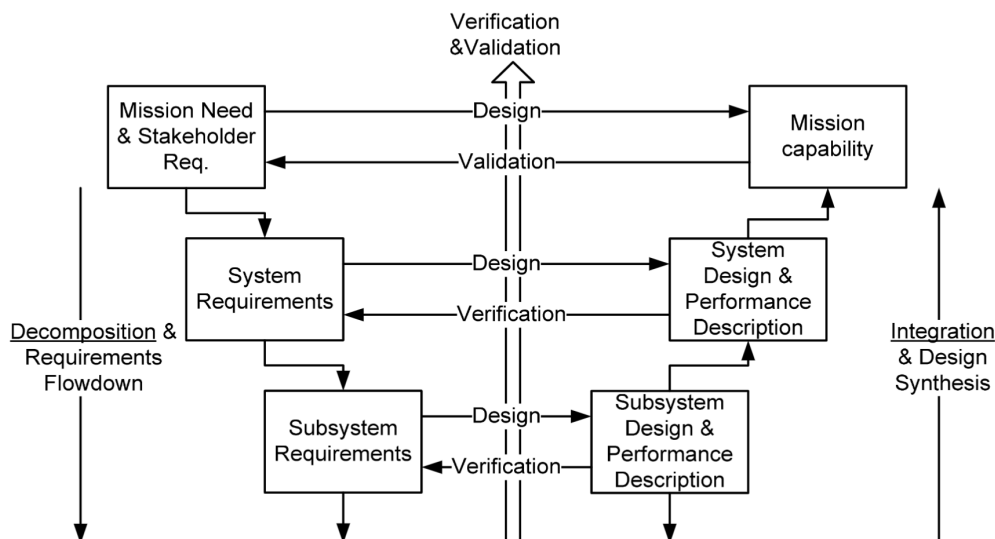 Verification
&Validation
Mission Need
& Stakeholder
Req.
Design
Mission
capability
Validation
System
Requirements
Design
System
Design &
Performance
Description
Verification
Decomposition &
Requirements
Flowdown
Integration
& Design
Synthesis
Subsystem
Requirements
Design
Subsystem
Design &
Performance
Description
Verification